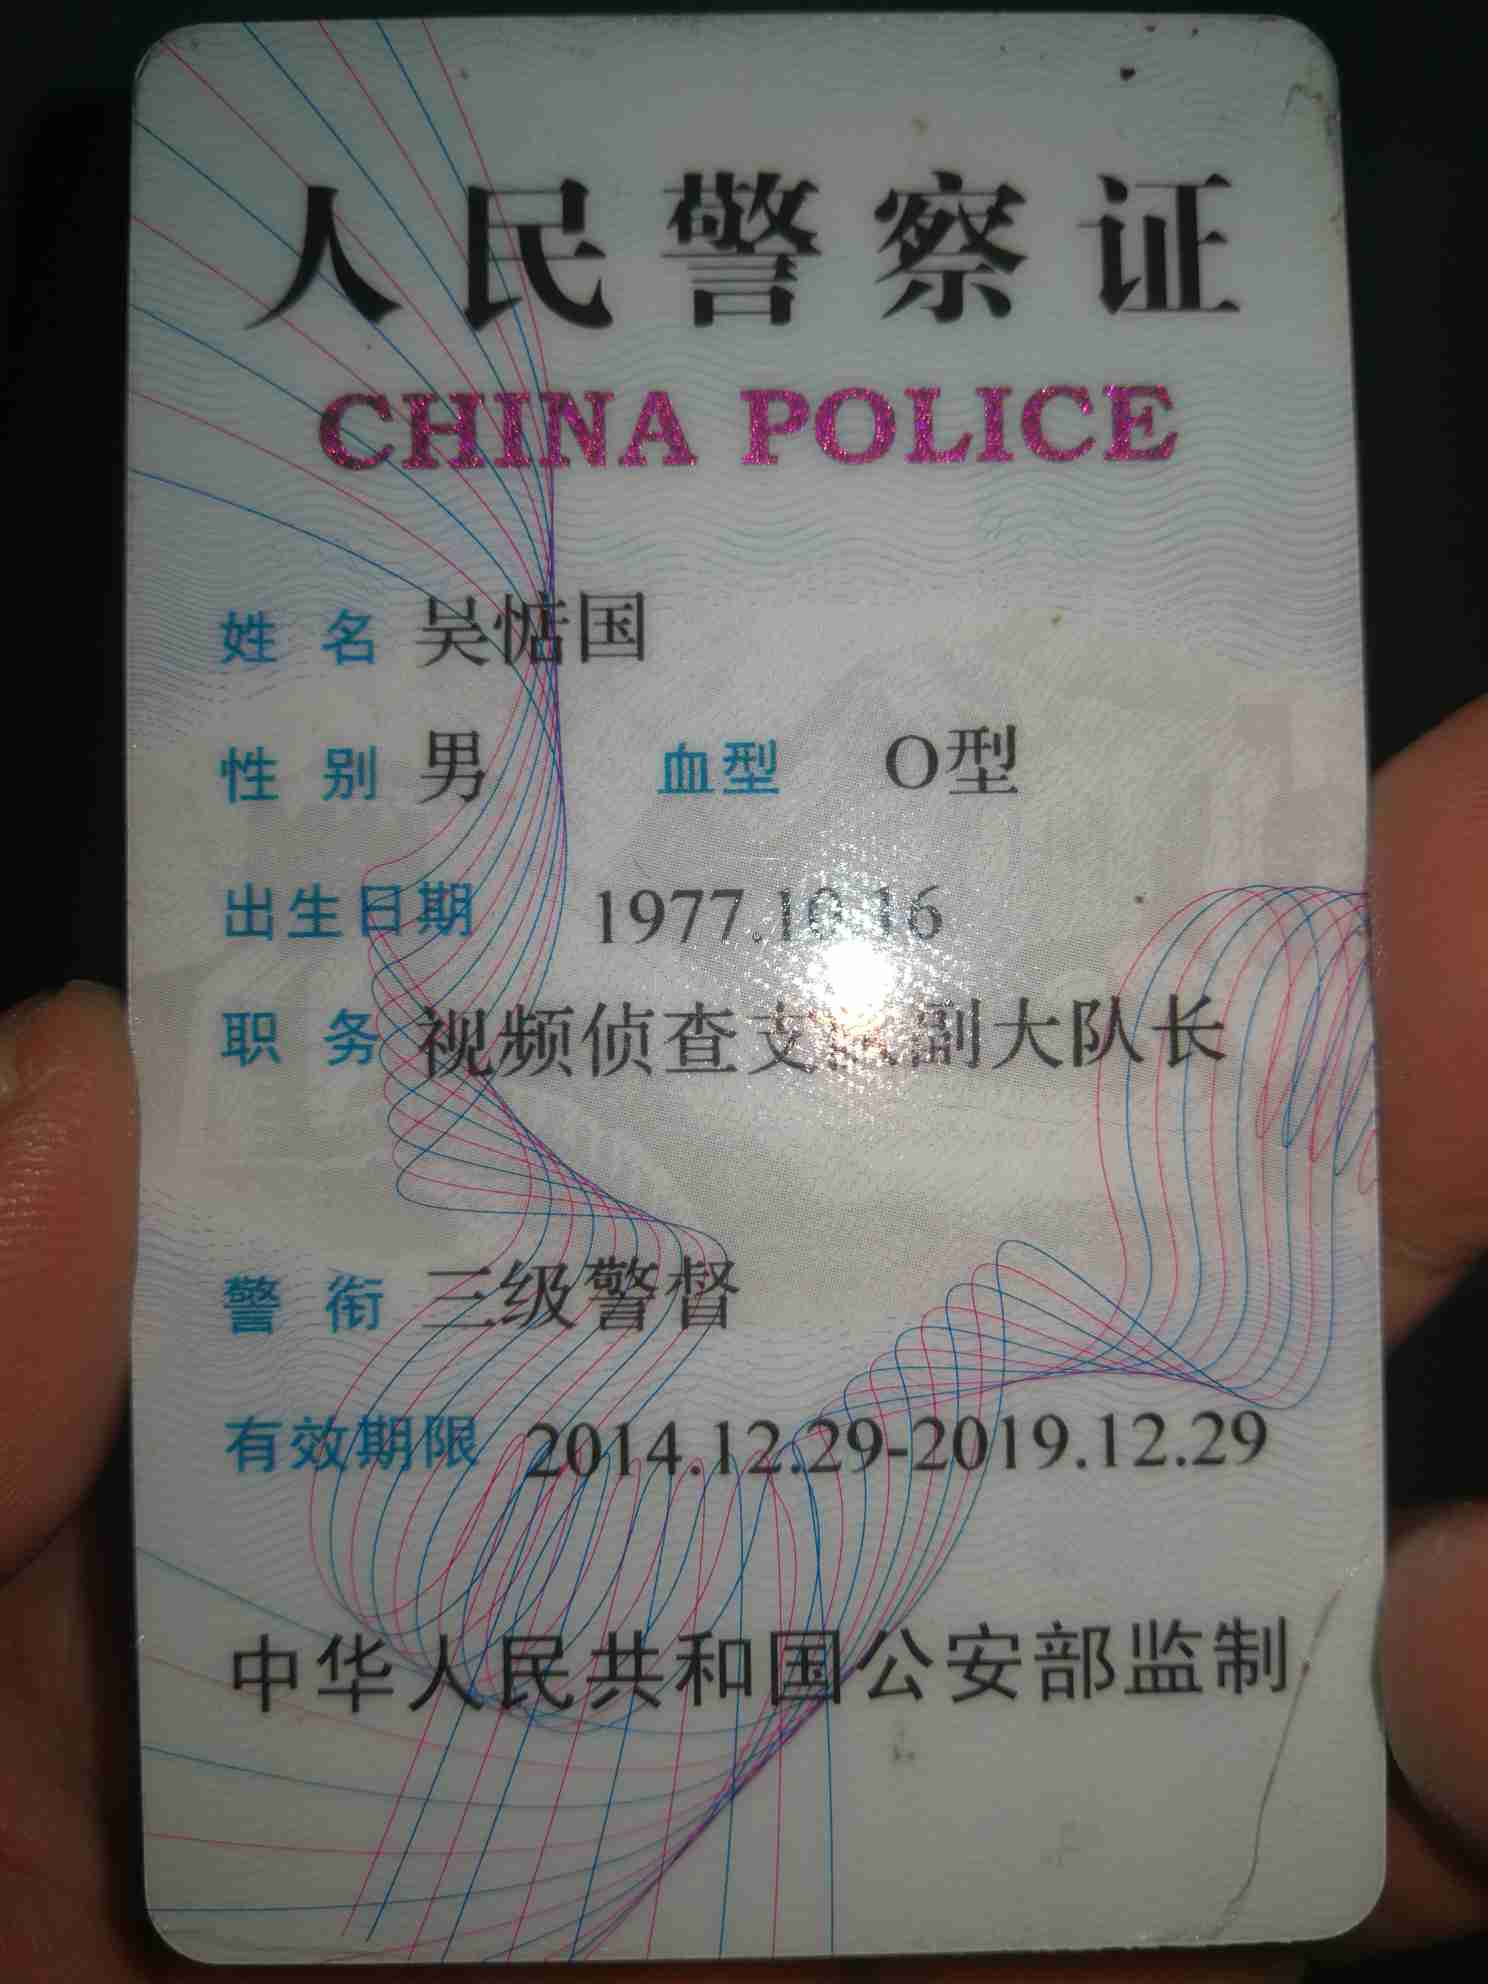 人民警察证
CHINA POLICE
姓 名 吴惦国
性 别 男 血型 O型
出生日期 1977.10.16
职 务 视频侦查支队副大队长
警 衔 三级警督
有效期限 2014.12.29-2019.12.29
中华人民共和国公安部监制